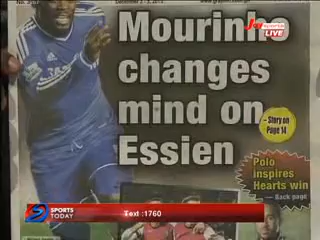 Mourinho
changes
mind on
Essien
– Story on
Page 14
Polo
inspires
Hearts win
— Back page
LIVE
SPORTS
TODAY
Text :1760